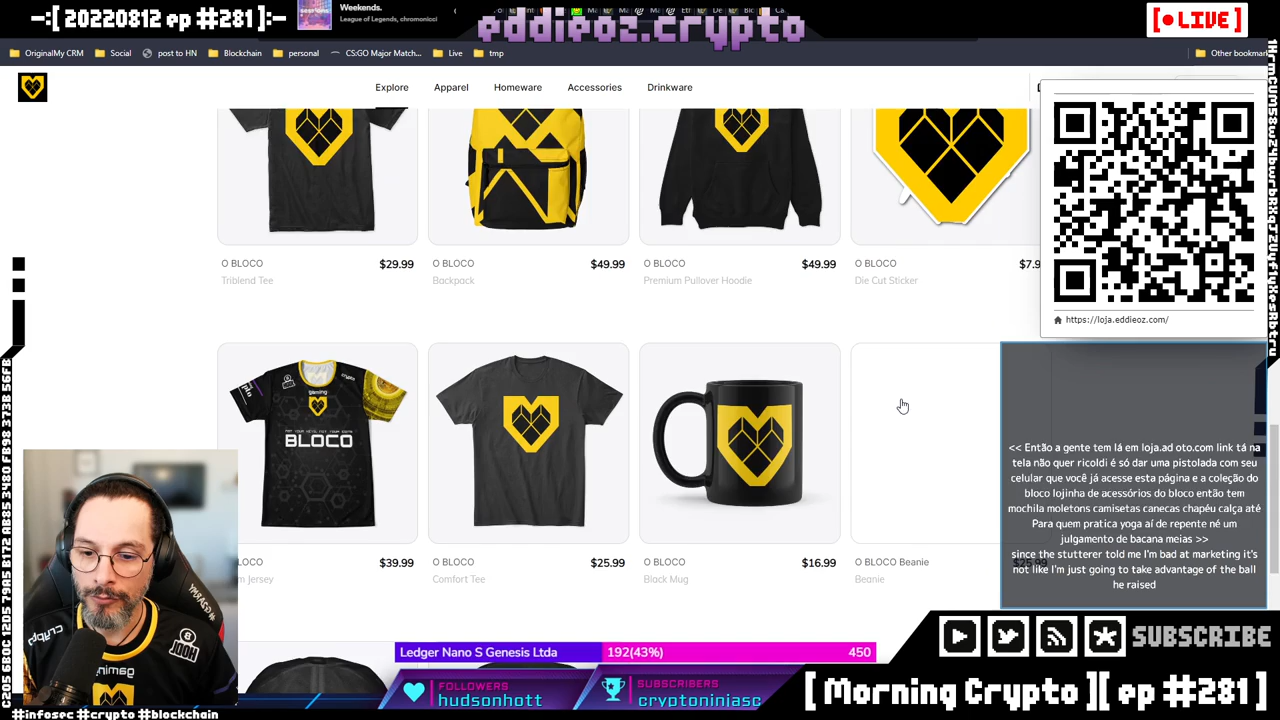 -:[ 20220812 ep #281 ]:-
Weekends.
League of Legends, chromonicci
eddieoz.crypto
[ LIVE ]
OriginalMy CRM
Social
post to HN
Blockchain
personal
CS:GO Major Match...
Live
tmp
Other bookmar
Explore
Apparel
Homeware
Accessories
Drinkware
O BLOCO $29.99
Triblend Tee
O BLOCO $49.99
Backpack
O BLOCO $49.99
Premium Pullover Hoodie
O BLOCO $7.9
Die Cut Sticker
https://loja.eddieoz.com/
gaming
BLOCO
$39.99
m Jersey
O BLOCO $25.99
Comfort Tee
O BLOCO $16.99
Black Mug
O BLOCO Beanie
Beanie
<< Então a gente tem lá em loja.ad oto.com link tá na
tela não quer ricoldi é só dar uma pistolada com seu
celular que você já acesse esta página e a coleção do
bloco lojinha de acessórios do bloco então tem
mochila moletons camisetas canecas chapéu calça até
Para quem pratica yoga aí de repente né um
julgamento de bacana meias >>
since the stutterer told me I'm bad at marketing it's
not like I'm just going to take advantage of the ball
he raised
Ledger Nano S Genesis Ltda 192(43%) 450
FOLLOWERS
hudsonhott
SUBSCRIBERS
cryptoninjasc
SUBSCRIBE
[ Morning Crypto ][ ep #281 ]
#infosec #crypto #blockchain